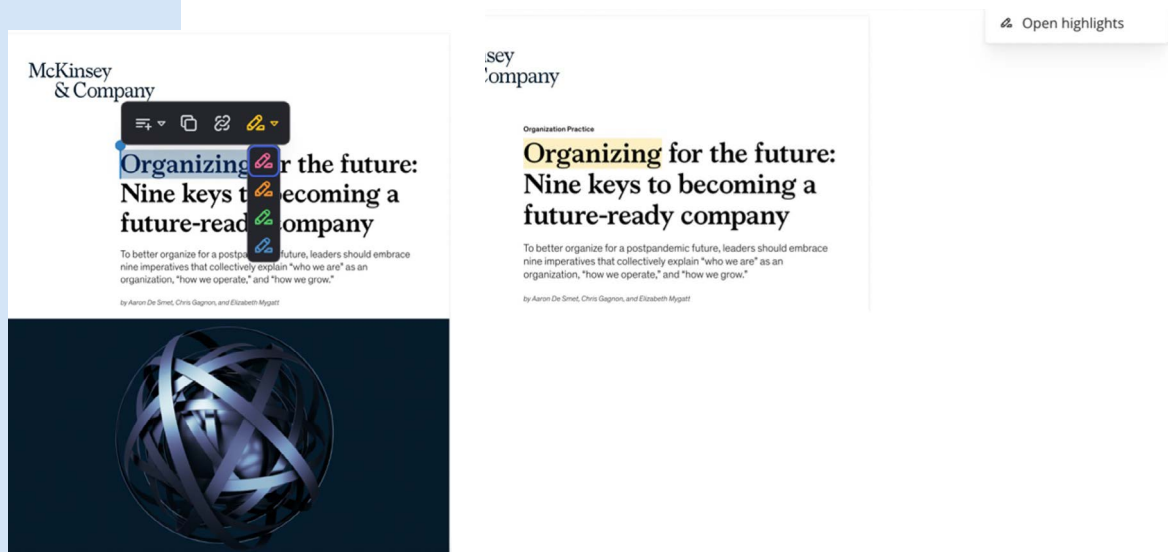 McKinsey
& Company
Organizing r the future:
Nine keys t ecoming a
future-read ompany
To better organize for a postpa future, leaders should embrace
nine imperatives that collectively explain “who we are” as an
organization, “how we operate,” and “how we grow.”
by Aaron De Smet, Chris Gagnon, and Elizabeth Mygatt
Open highlights
sey
ompany
Organization Practice
Organizing for the future:
Nine keys to becoming a
future-ready company
To better organize for a postpandemic future, leaders should embrace
nine imperatives that collectively explain “who we are” as an
organization, “how we operate,” and “how we grow.”
by Aaron De Smet, Chris Gagnon, and Elizabeth Mygatt